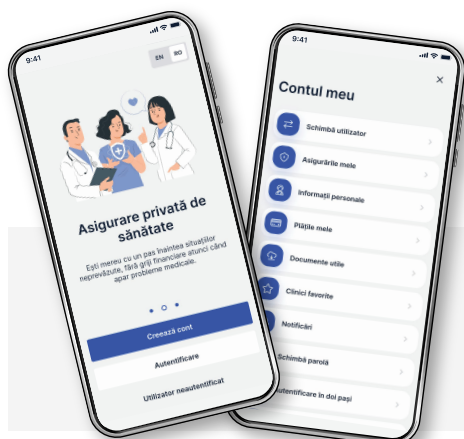 9:41
EN RO
Asigurare privată de
sănătate
Ești mereu cu un pas înaintea situațiilor
neprevăzute, fără griji financiare atunci când
apar probleme medicale.
Creează cont
Autentificare
Utilizator neautentificat
9:41
Contul meu
Schimbă utilizator
Asigurările mele
Informații personale
Plățile mele
Documente utile
Clinici favorite
Notificări
Schimbă parolă
Autentificare în doi pași